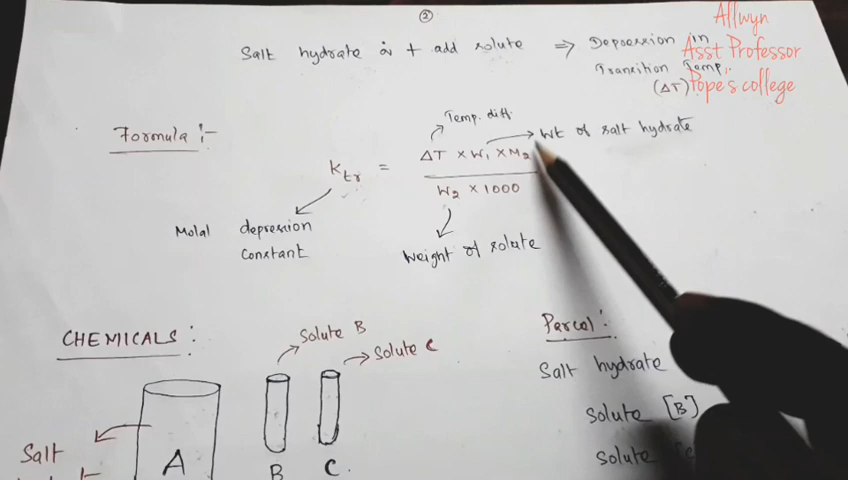 ②
Allwyn
Asst Professor
Pope's college
Salt hydrate + add solute ⇒ Depression in
Transition Temp,
(ΔT)
Formula :-
Temp. diff
Wt of salt hydrate
Ktr = ΔT × W₁ × M₂
W₂ × 1000
Molal depression
Constant
Weight of solute
CHEMICALS :
Solute B
Solute C
Parcel :
Salt hydrate
Solute [B]
Solute
Salt
A
B
C.